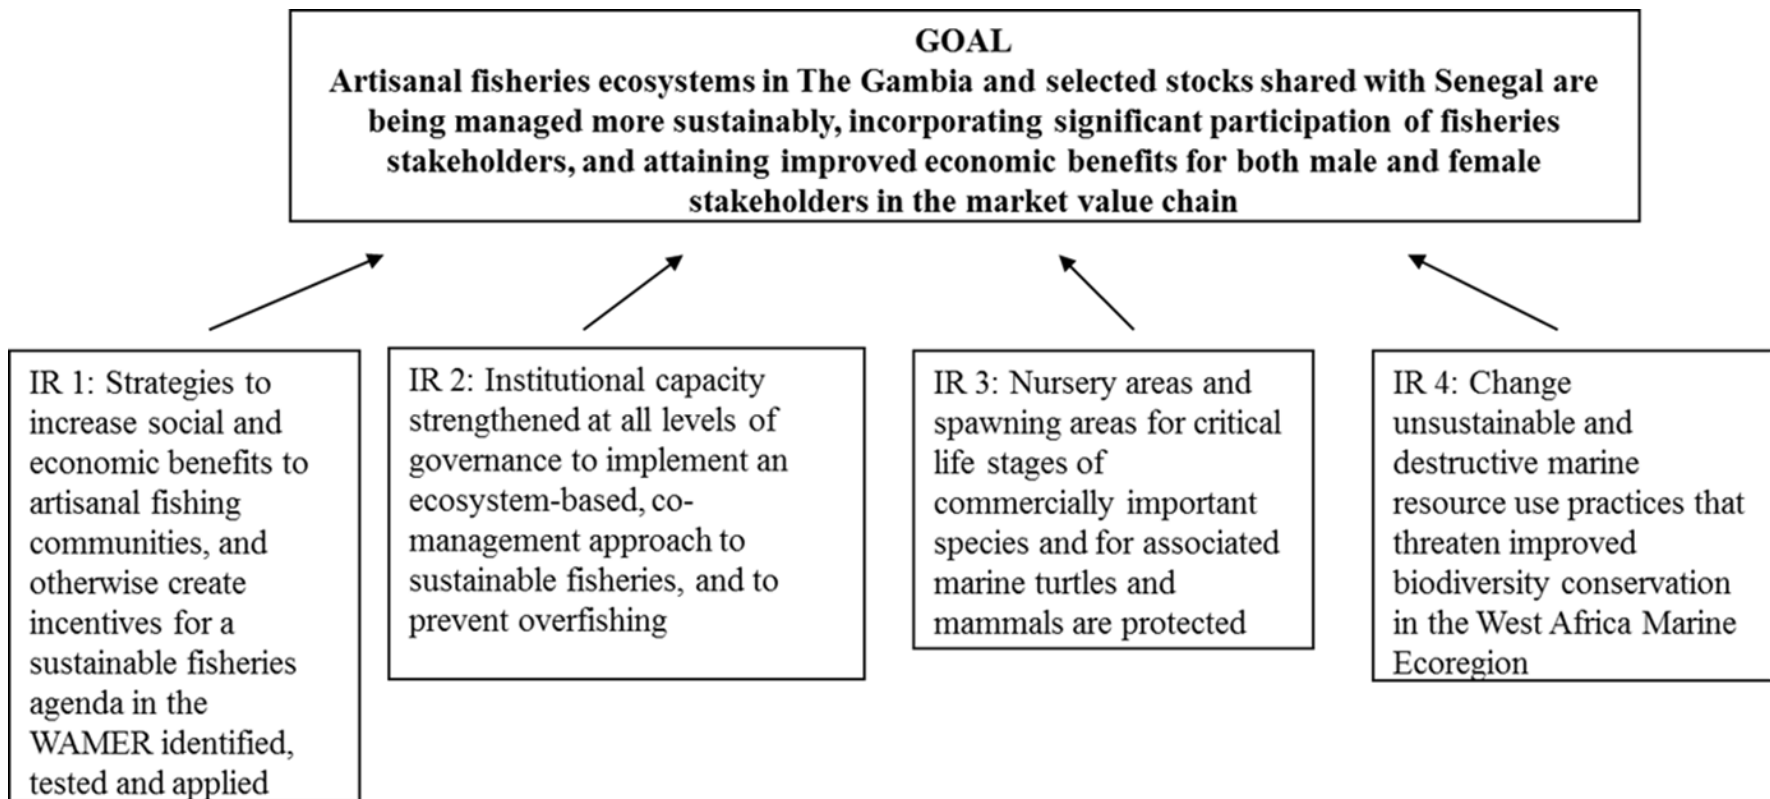 GOAL
Artisanal fisheries ecosystems in The Gambia and selected stocks shared with Senegal are
being managed more sustainably, incorporating significant participation of fisheries
stakeholders, and attaining improved economic benefits for both male and female
stakeholders in the market value chain
IR 1: Strategies to
increase social and
economic benefits to
artisanal fishing
communities, and
otherwise create
incentives for a
sustainable fisheries
agenda in the
WAMER identified,
tested and applied
IR 2: Institutional capacity
strengthened at all levels of
governance to implement an
ecosystem-based, co-
management approach to
sustainable fisheries, and to
prevent overfishing
IR 3: Nursery areas and
spawning areas for critical
life stages of
commercially important
species and for associated
marine turtles and
mammals are protected
IR 4: Change
unsustainable and
destructive marine
resource use practices that
threaten improved
biodiversity conservation
in the West Africa Marine
Ecoregion